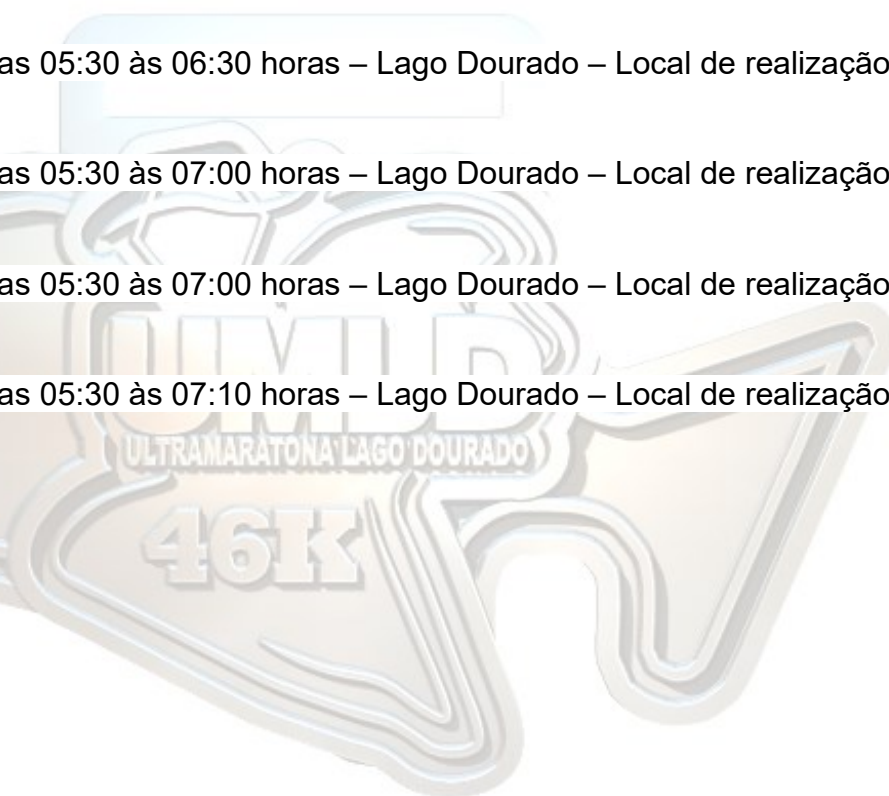 as 05:30 às 06:30 horas – Lago Dourado – Local de realização
as 05:30 às 07:00 horas – Lago Dourado – Local de realização
as 05:30 às 07:00 horas – Lago Dourado – Local de realização
UMLD
as 05:30 às 07:10 horas – Lago Dourado – Local de realização
ULTRAMARATONA LAGO DOURADO
46K